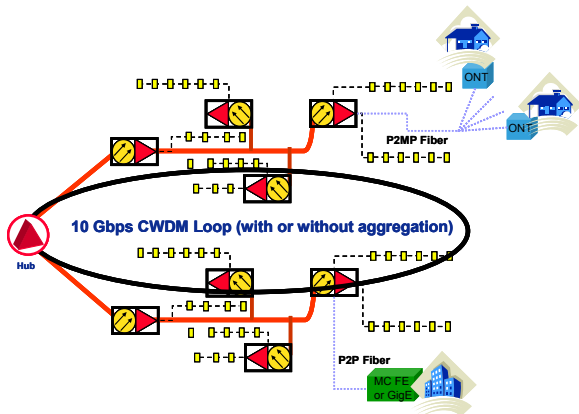 ONT
ONT
P2MP Fiber
10 Gbps CWDM Loop (with or without aggregation)
Hub
P2P Fiber
MC FE
or GigE